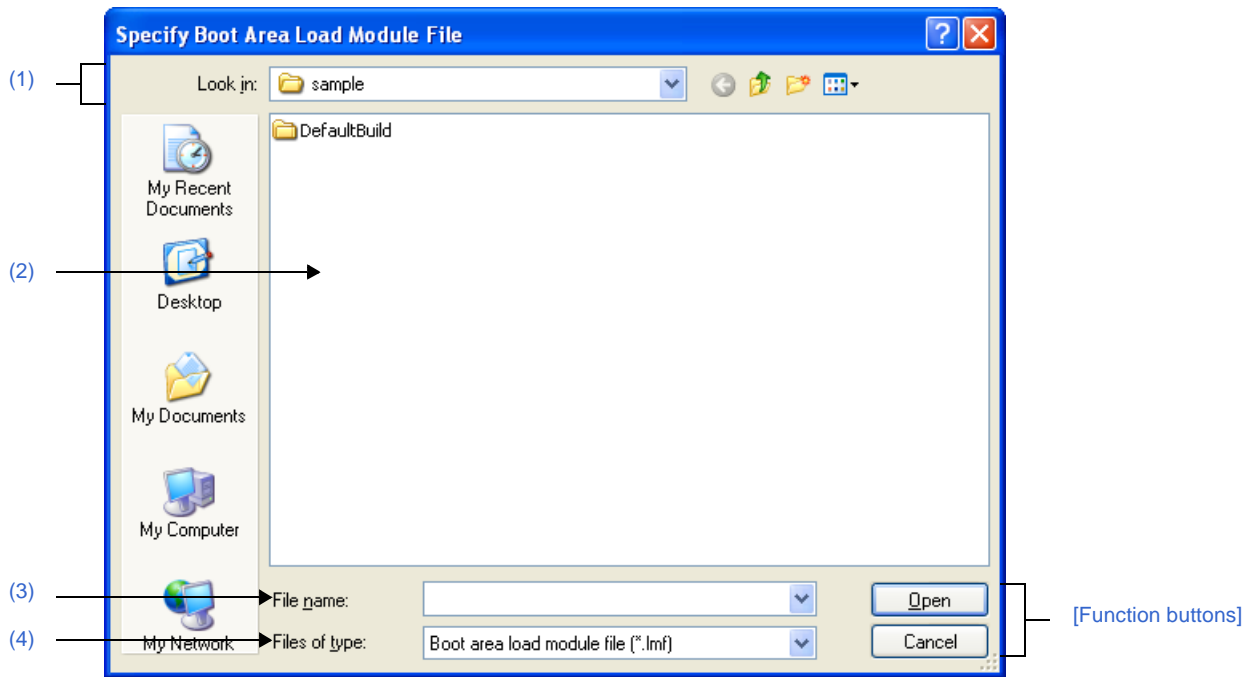 Specify Boot Area Load Module File
(1)
Look in:
sample
DefaultBuild
My Recent
Documents
(2)
Desktop
My Documents
My Computer
(3)
File name:
Open
[Function buttons]
(4)
My Network
Files of type:
Boot area load module file (*.lmf)
Cancel